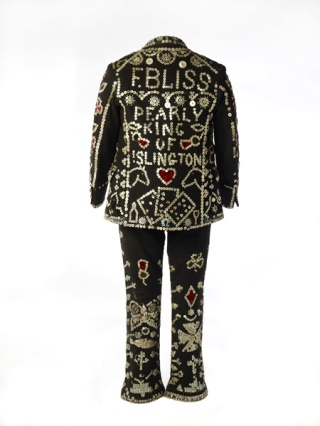 F.BLISS
PEARLY
KING
OF
ISLINGTON